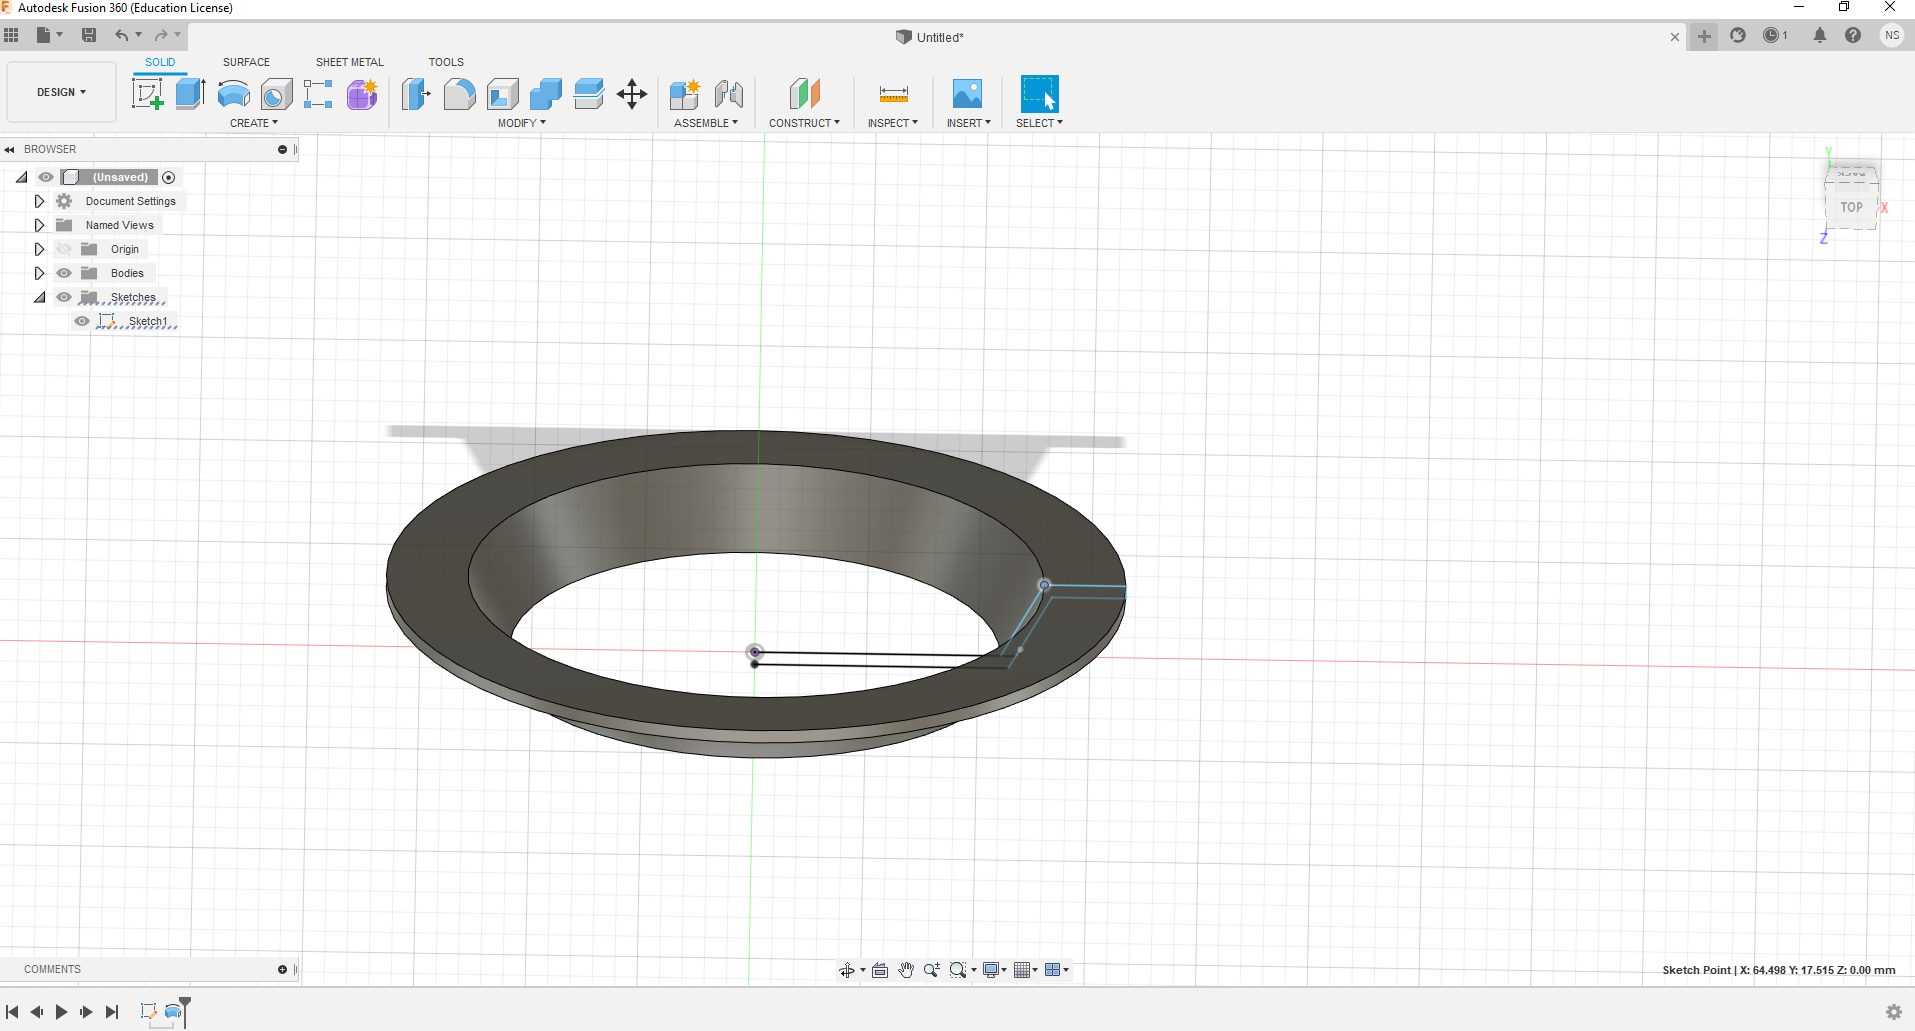 Autodesk Fusion 360 (Education License)
Untitled*
1
NS
SOLID
SURFACE
SHEET METAL
TOOLS
DESIGN
CREATE
MODIFY
ASSEMBLE
CONSTRUCT
INSPECT
INSERT
SELECT
BROWSER
(Unsaved)
Document Settings
Named Views
Origin
Bodies
Sketches
Sketch1
Y
BACK
TOP
X
Z
COMMENTS
Sketch Point | X: 64.498 Y: 17.515 Z: 0.00 mm